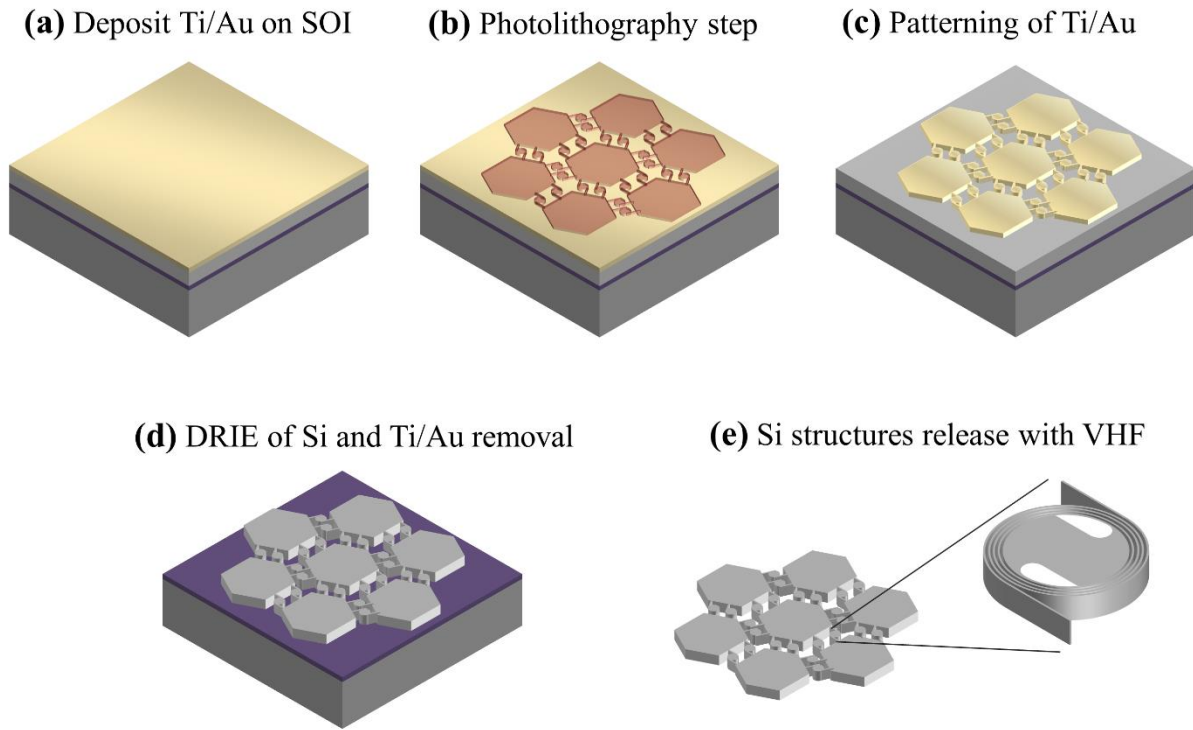 (a) Deposit Ti/Au on SOI
(b) Photolithography step
(c) Patterning of Ti/Au
(d) DRIE of Si and Ti/Au removal
(e) Si structures release with VHF